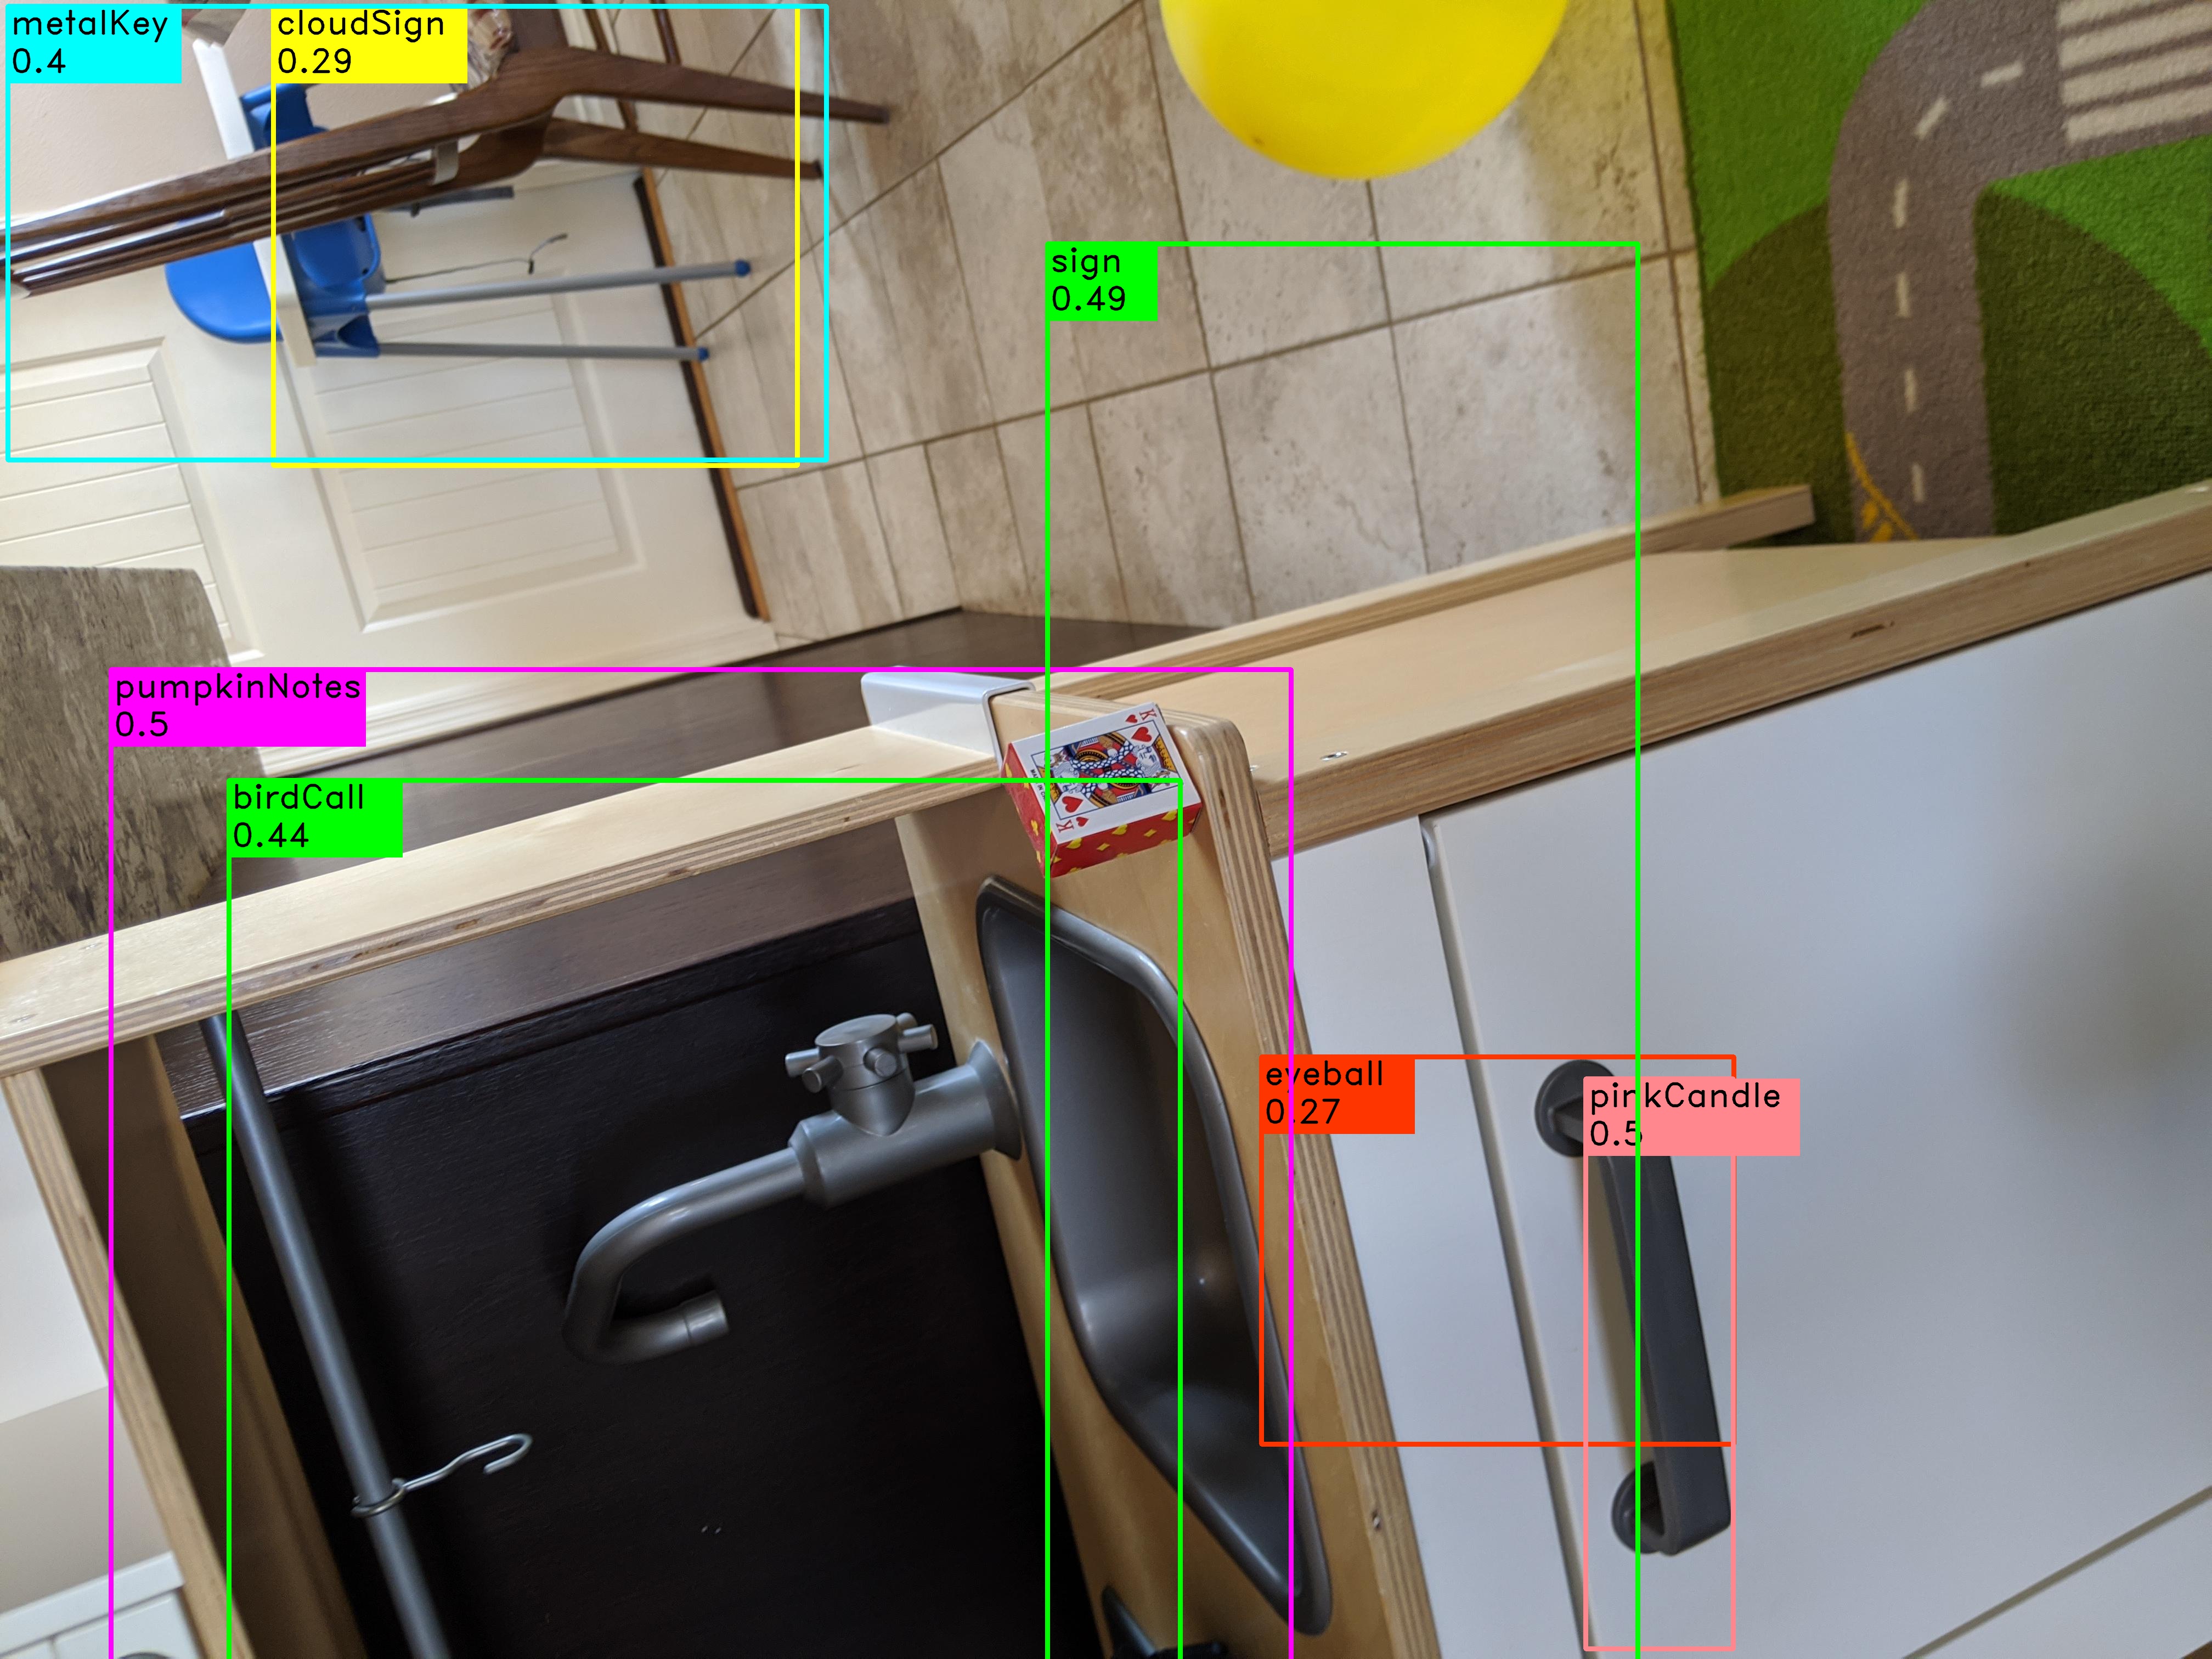 metalKey
0.4
cloudSign
0.29
sign
0.49
pumpkinNotes
0.5
K
birdCall
0.44
K
eyeball
0.27
pinkCandle
0.5